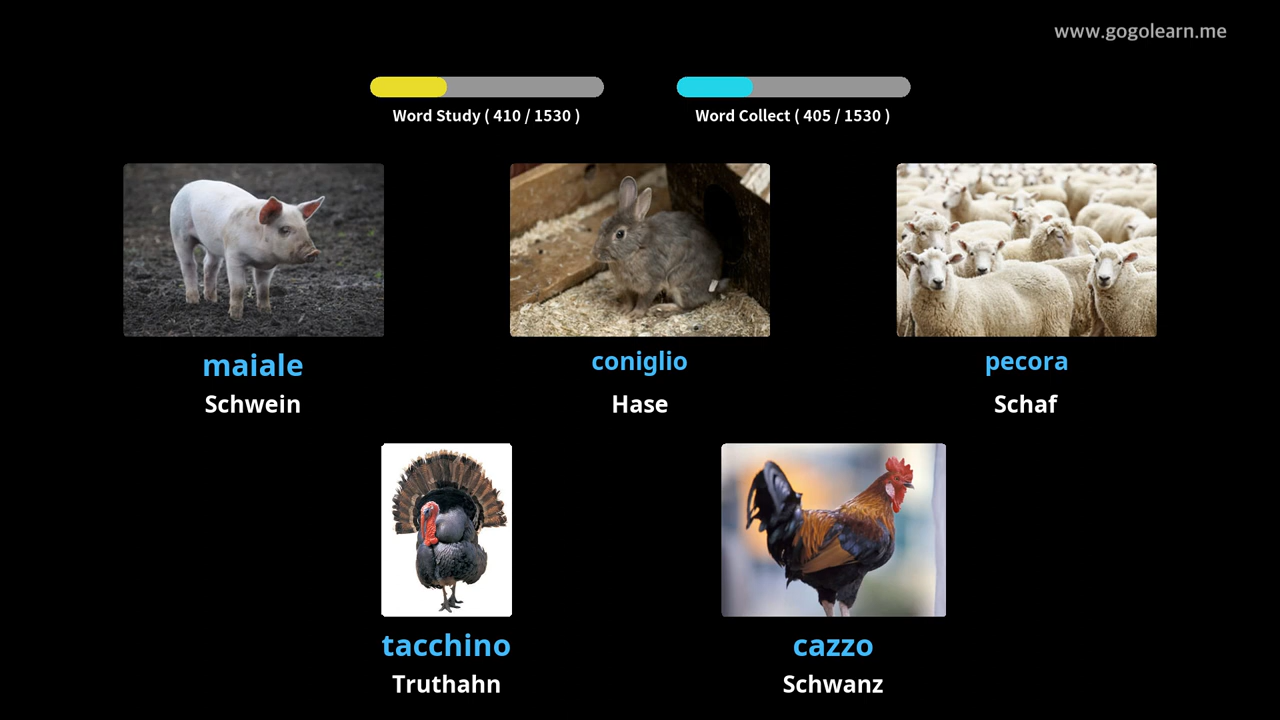 www.gogolearn.me
Word Study ( 410 / 1530 )
Word Collect ( 405 / 1530 )
maiale
Schwein
coniglio
Hase
pecora
Schaf
tacchino
Truthahn
cazzo
Schwanz